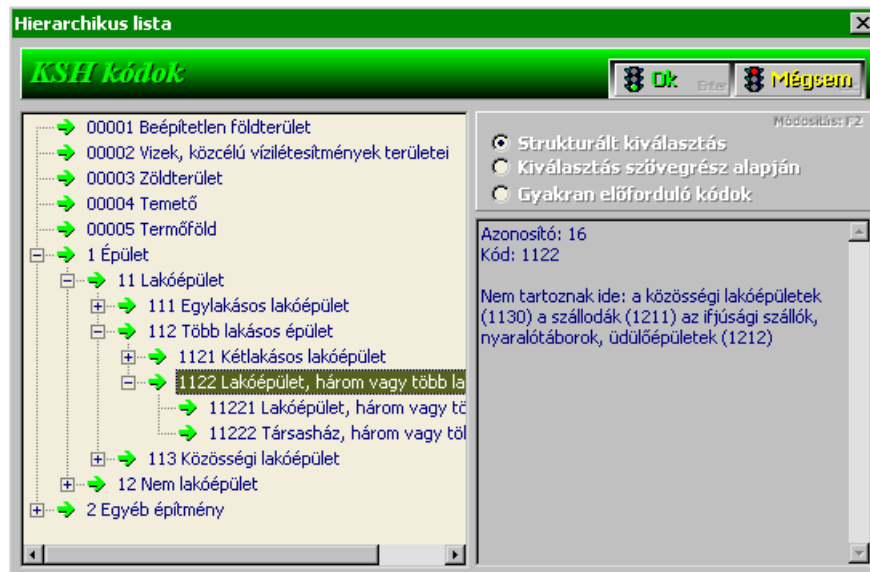 Hierarchikus lista
KSH kódok
Ok Enter Mégsem
00001 Beépítetlen földterület
00002 Vizek, közcélú vízilétesítmények területei
00003 Zöldterület
00004 Temető
00005 Termőföld
1 Épület
11 Lakóépület
111 Egylakásos lakóépület
112 Több lakásos épület
1121 Kétlakásos lakóépület
1122 Lakóépület, három vagy több la
11221 Lakóépület, három vagy tö
11222 Társasház, három vagy töl
113 Közösségi lakóépület
12 Nem lakóépület
2 Egyéb építmény
Módosítás: F2
Strukturált kiválasztás
Kiválasztás szövegrész alapján
Gyakran előforduló kódok
Azonosító: 16
Kód: 1122
Nem tartoznak ide: a közösségi lakóépületek
(1130) a szállodák (1211) az ifjúsági szállók,
nyaralótáborok, üdülőépületek (1212)